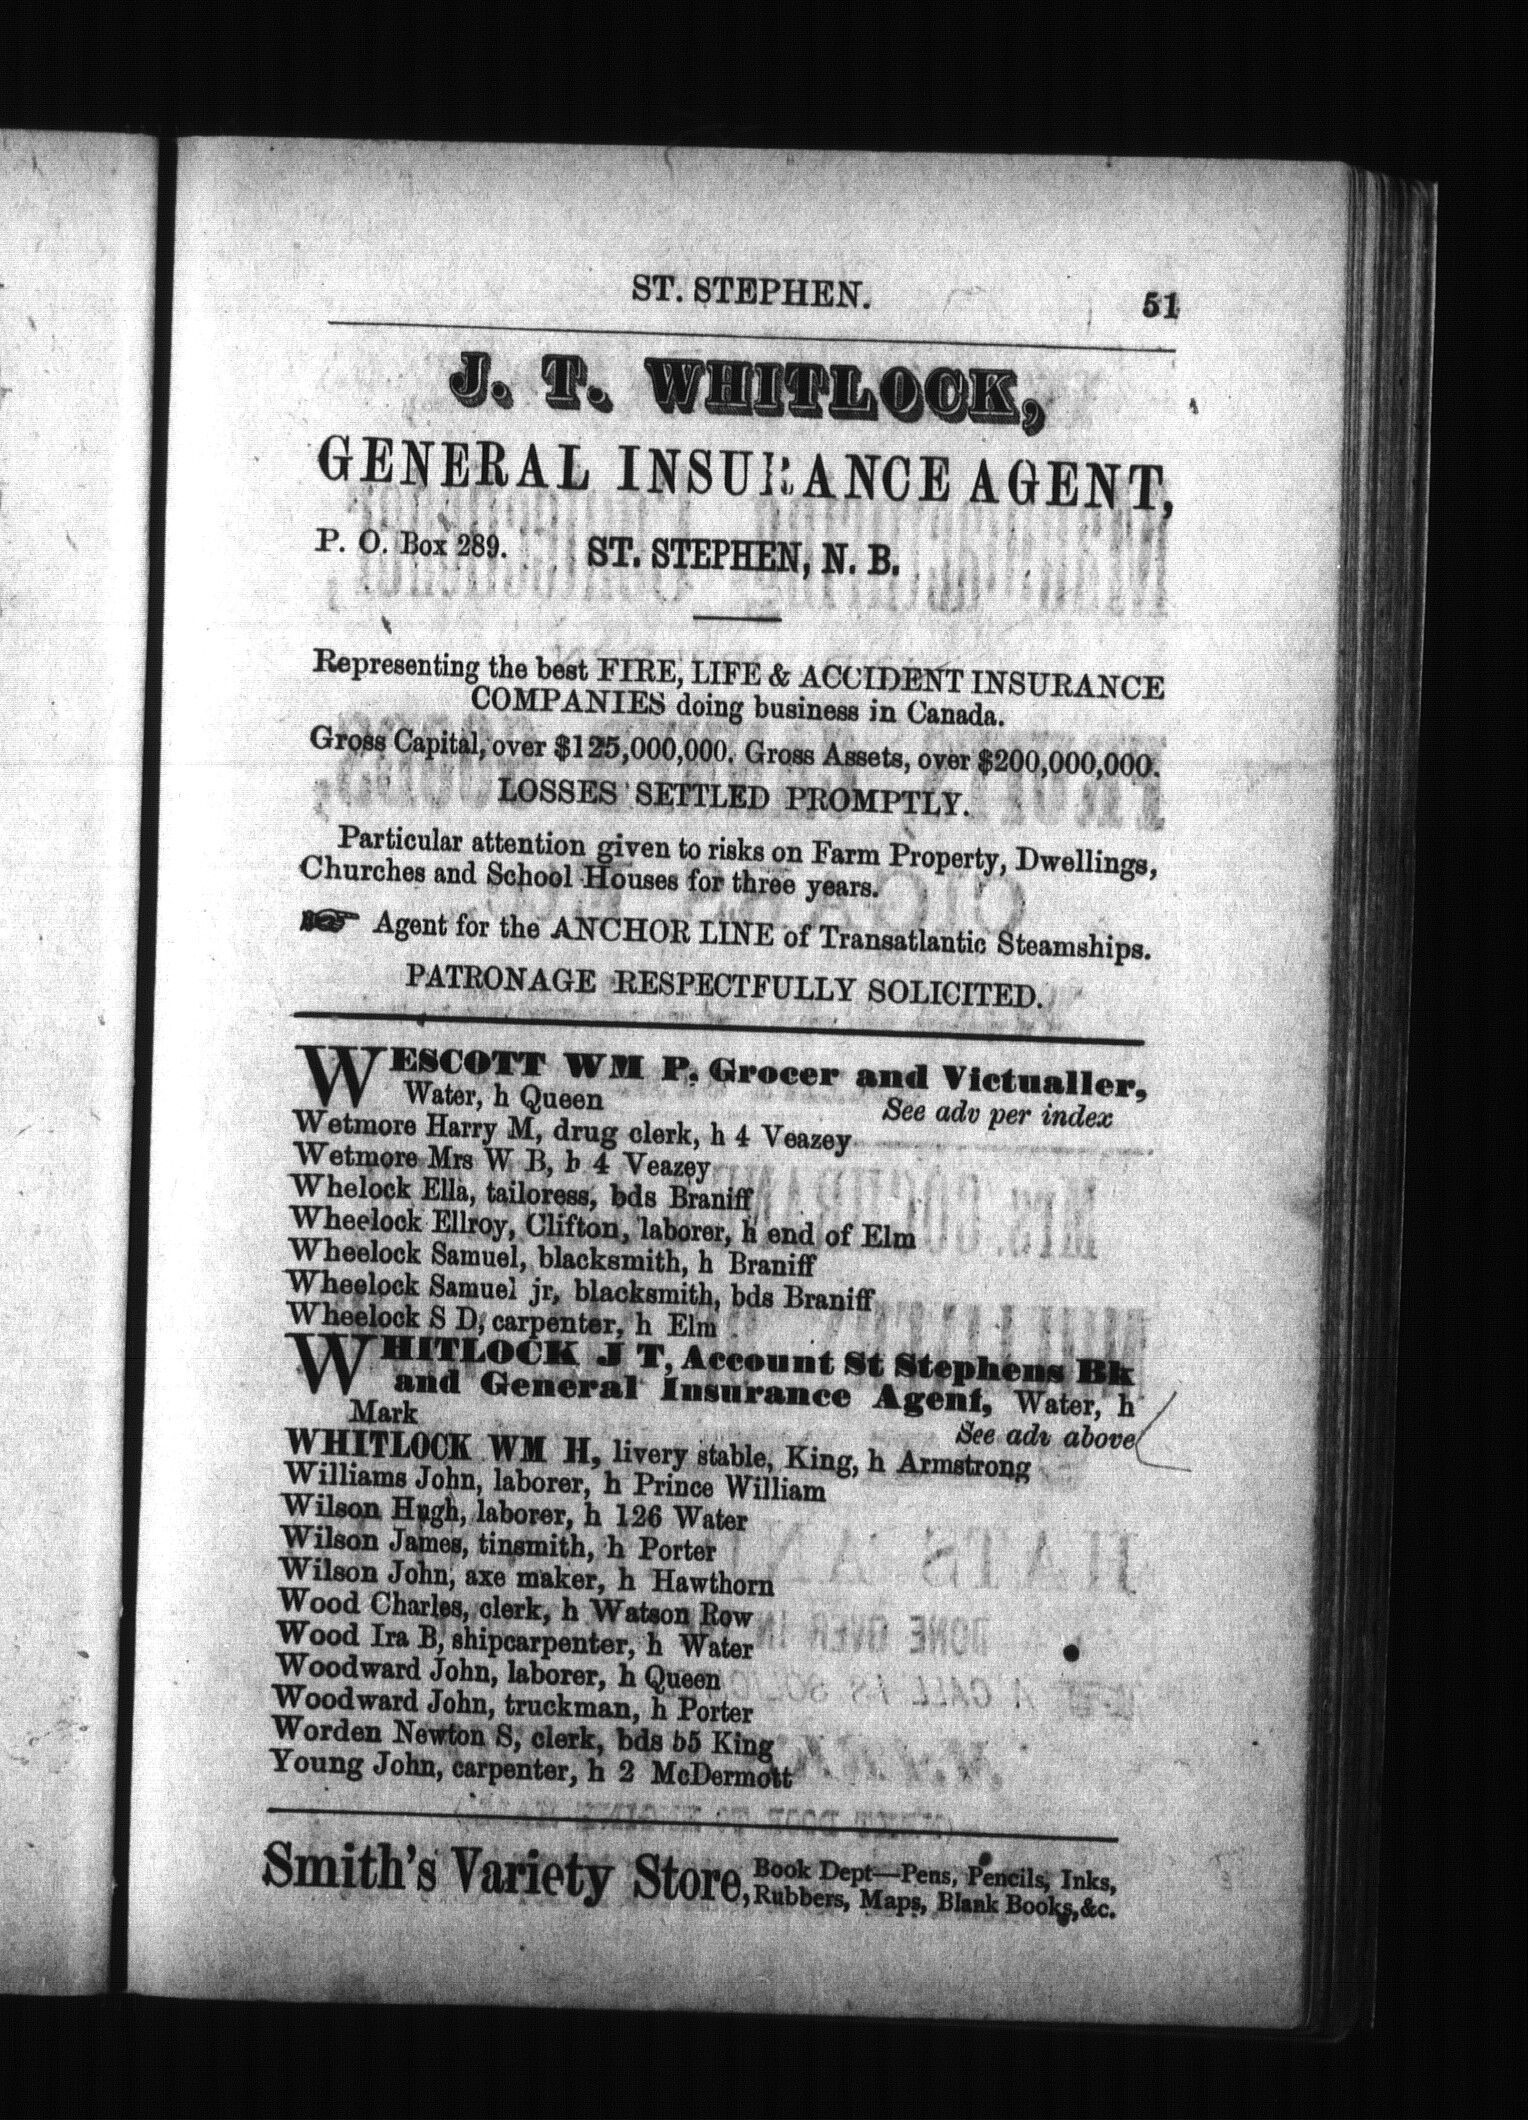 ST. STEPHEN. 51
J. T. WHITLOCK,
GENERAL INSURANCE AGENT,
P. O. Box 289. ST. STEPHEN, N. B.
Representing the best FIRE, LIFE & ACCIDENT INSURANCE
COMPANIES doing business in Canada.
Gross Capital, over $125,000,000. Gross Assets, over $200,000,000.
LOSSES SETTLED PROMPTLY.
Particular attention given to risks on Farm Property, Dwellings,
Churches and School Houses for three years.
☞ Agent for the ANCHOR LINE of Transatlantic Steamships.
PATRONAGE RESPECTFULLY SOLICITED.
WESCOTT WM P. Grocer and Victualler,
Water, h Queen See adv per index
Wetmore Harry M, drug clerk, h 4 Veazey
Wetmore Mrs W B, h 4 Veazey
Whelock Ella, tailoress, bds Braniff
Wheelock Ellroy, Clifton, laborer, h end of Elm
Wheelock Samuel, blacksmith, h Braniff
Wheelock Samuel jr, blacksmith, bds Braniff
Wheelock S D, carpenter, h Elm
WHITLOCK J T, Account St Stephens Bk
and General Insurance Agent, Water, h
Mark See adv above
WHITLOCK WM H, livery stable, King, h Armstrong
Williams John, laborer, h Prince William
Wilson Hugh, laborer, h 126 Water
Wilson James, tinsmith, h Porter
Wilson John, axe maker, h Hawthorn
Wood Charles, clerk, h Watson Row
Wood Ira B, shipcarpenter, h Water
Woodward John, laborer, h Queen
Woodward John, truckman, h Porter
Worden Newton S, clerk, bds b5 King
Young John, carpenter, h 2 McDermott
Smith's Variety Store, Book Dept—Pens, Pencils, Inks,
Rubbers, Maps, Blank Books, &c.